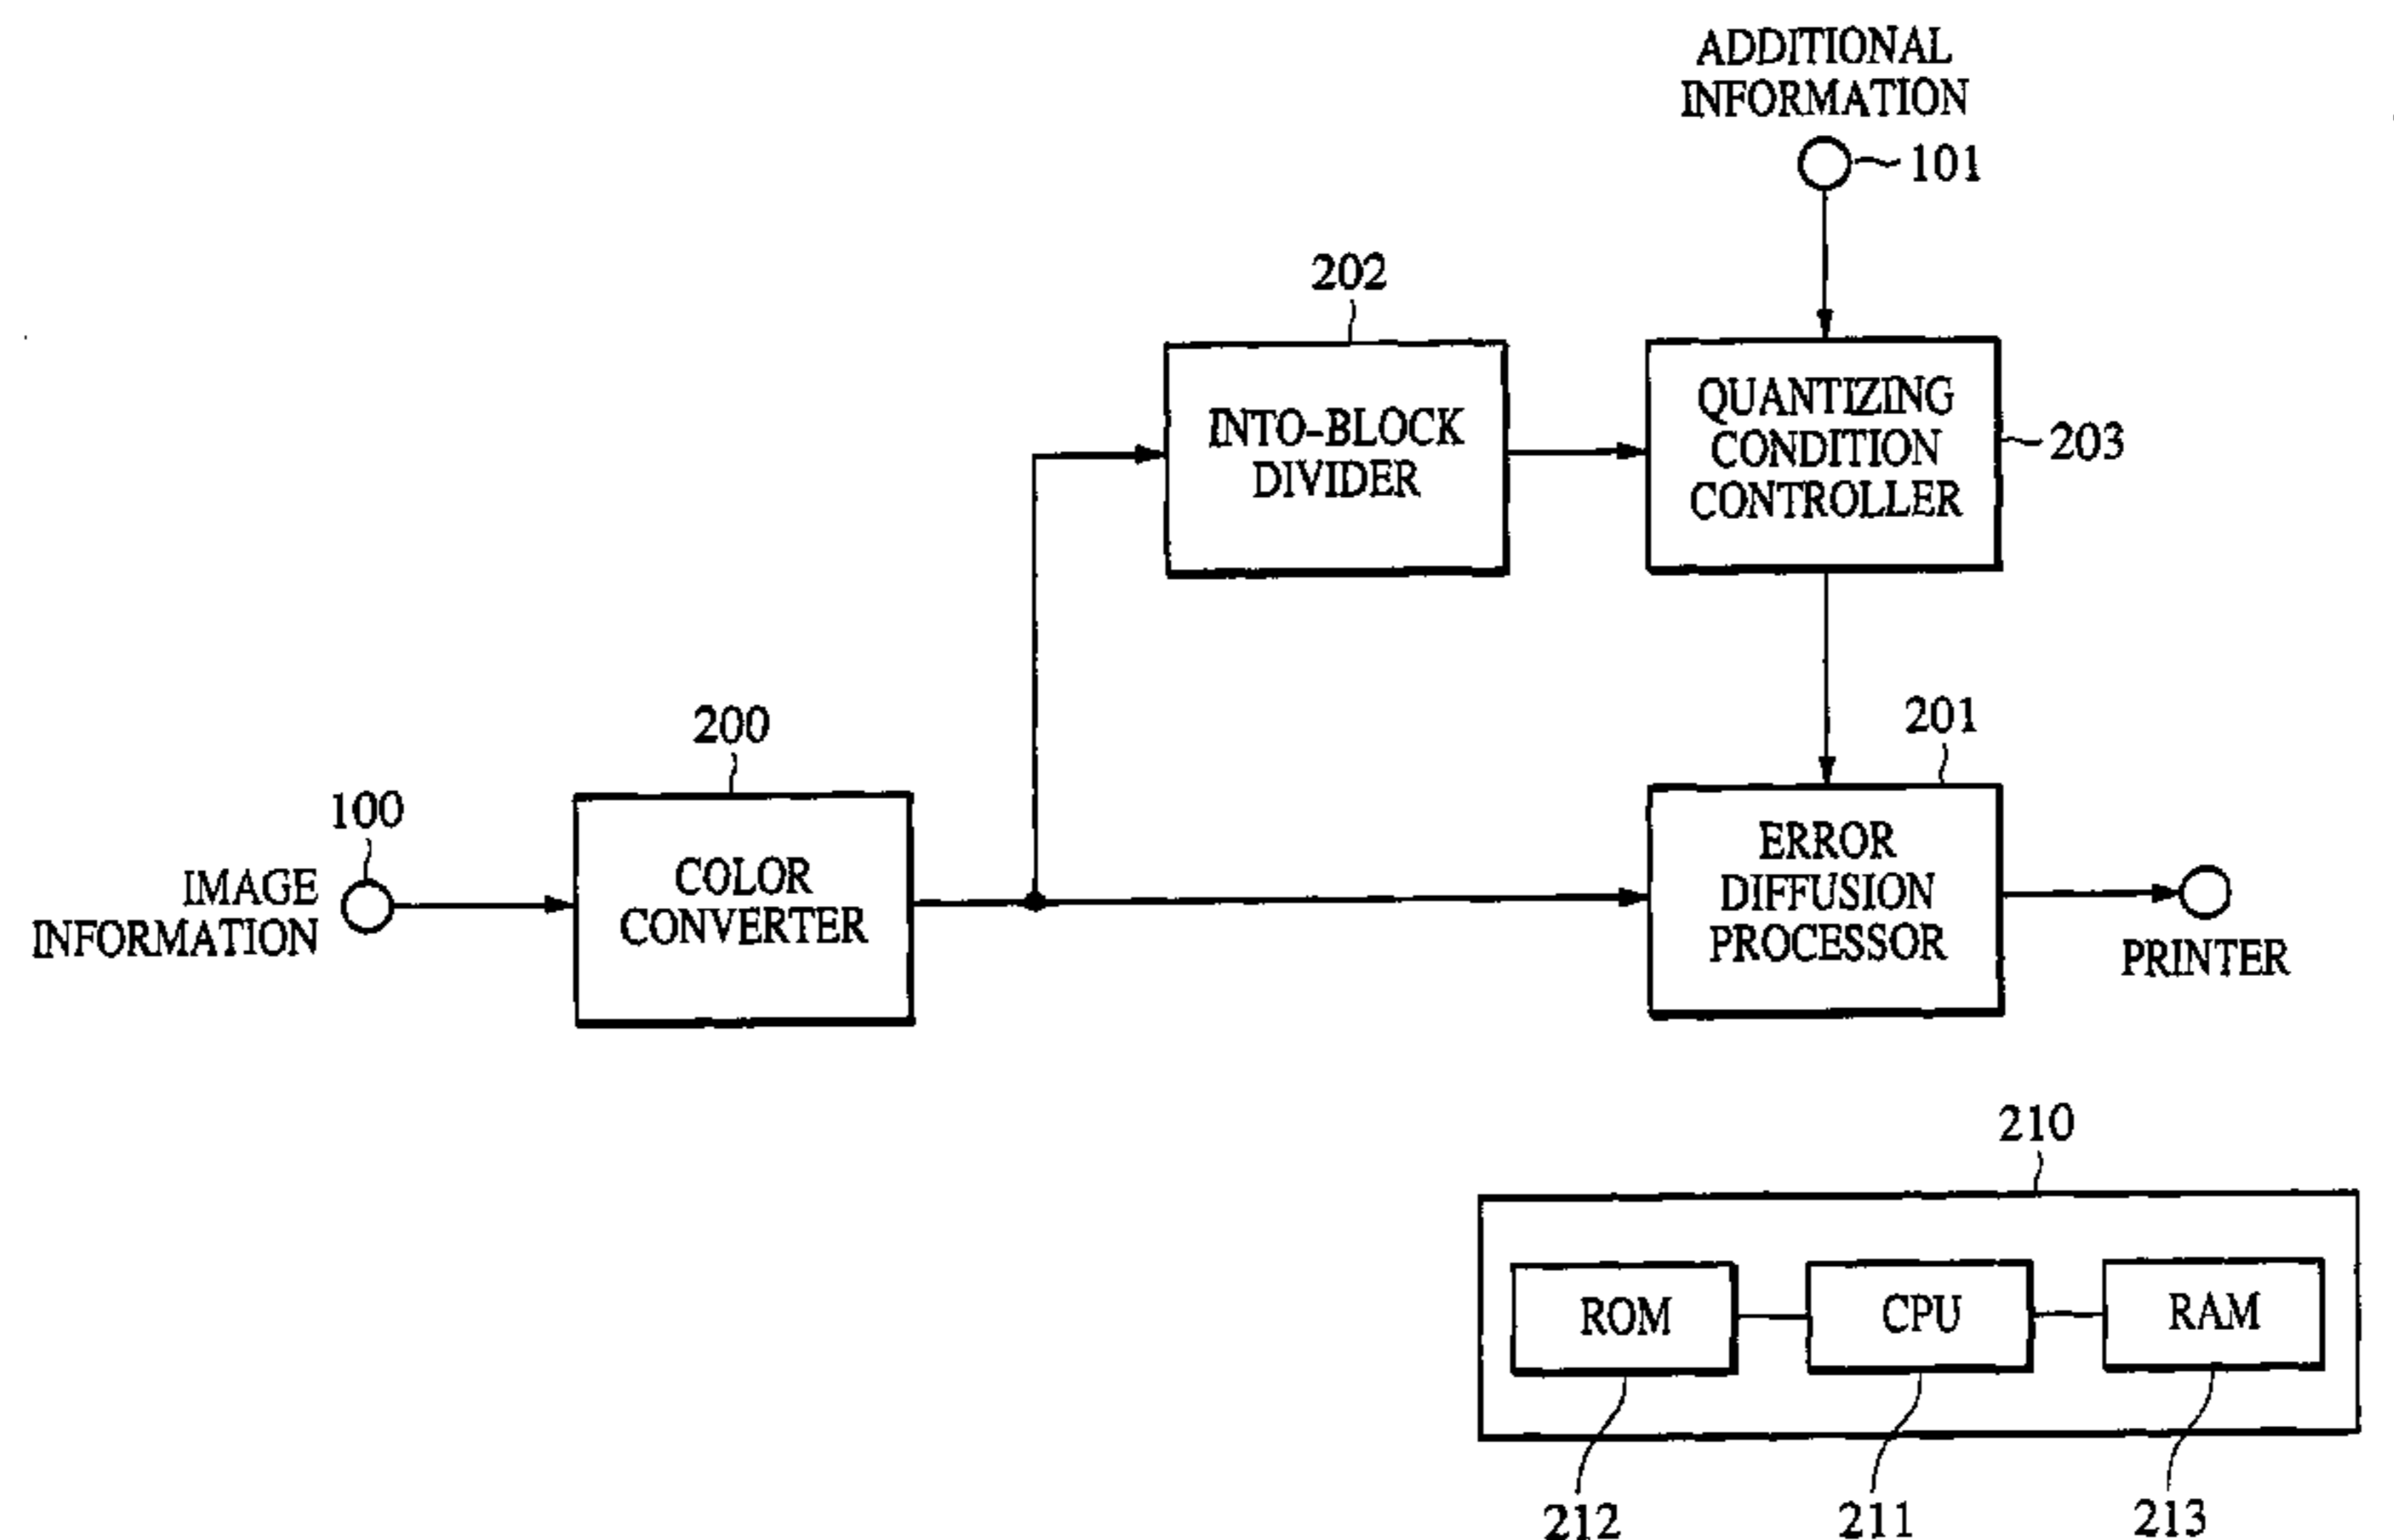 ADDITIONAL
INFORMATION
101
202
INTO-BLOCK
DIVIDER
QUANTIZING
CONDITION
CONTROLLER
203
200
201
100
IMAGE
INFORMATION
COLOR
CONVERTER
ERROR
DIFFUSION
PROCESSOR
PRINTER
210
ROM
CPU
RAM
212
211
213